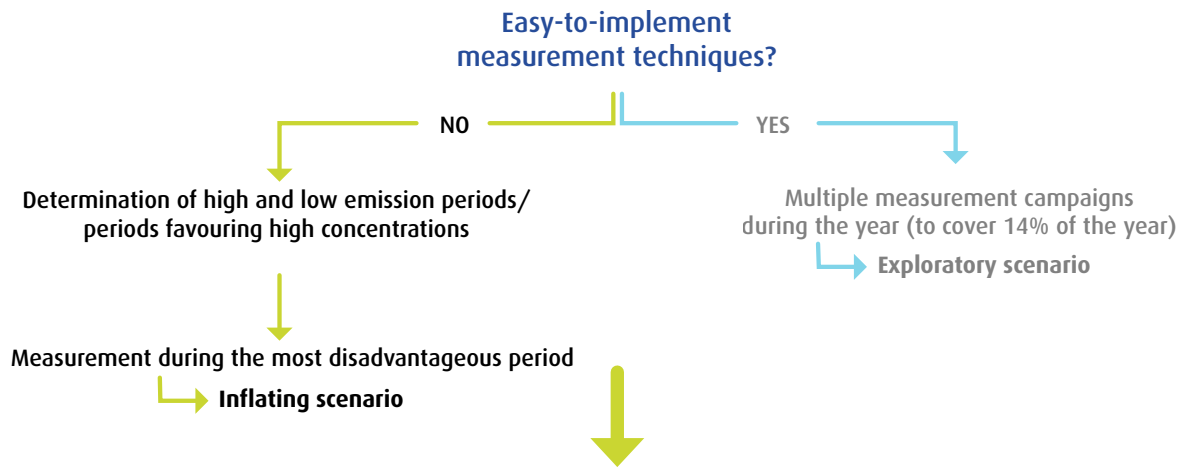 Easy-to-implement
measurement techniques?
NO
YES
Determination of high and low emission periods/
periods favouring high concentrations
Multiple measurement campaigns
during the year (to cover 14% of the year)
Exploratory scenario
Measurement during the most disadvantageous period
Inflating scenario